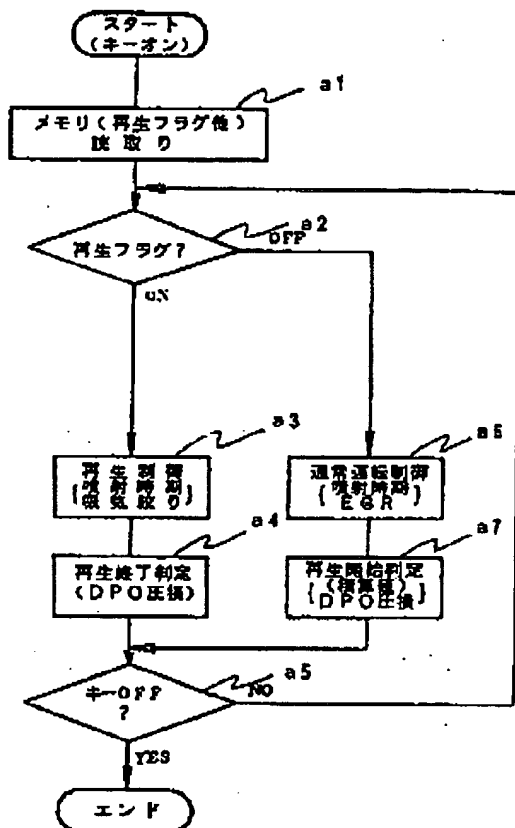 スタート
(キーオン)
a1
メモリ(再生フラグ他)
読取り
a2
再生フラグ?
OFF
ON
a3
再生制御
{噴射時期
吸気絞り}
a6
通常運転制御
{噴射時期
EGR}
a4
再生終了判定
(DPO圧損)
a7
再生開始判定
{(積算値)
DPO圧損}
a5
キーOFF
?
NO
YES
エンド